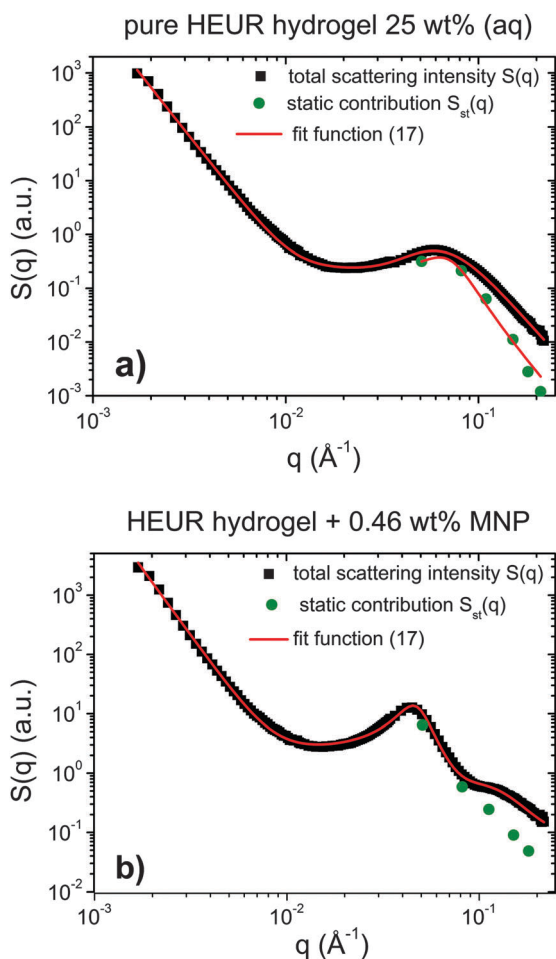 pure HEUR hydrogel 25 wt% (aq)
10³
total scattering intensity S(q)
static contribution Sₛₜ(q)
10²
fit function (17)
10¹
10⁰
S(q) (a.u.)
10⁻¹
10⁻²
a)
10⁻³
10⁻³ 10⁻² 10⁻¹
q (Å⁻¹)
HEUR hydrogel + 0.46 wt% MNP
total scattering intensity S(q)
10³
static contribution Sₛₜ(q)
fit function (17)
10²
10¹
S(q) (a.u.)
10⁰
10⁻¹
b)
10⁻²
10⁻³ 10⁻² 10⁻¹
q (Å⁻¹)